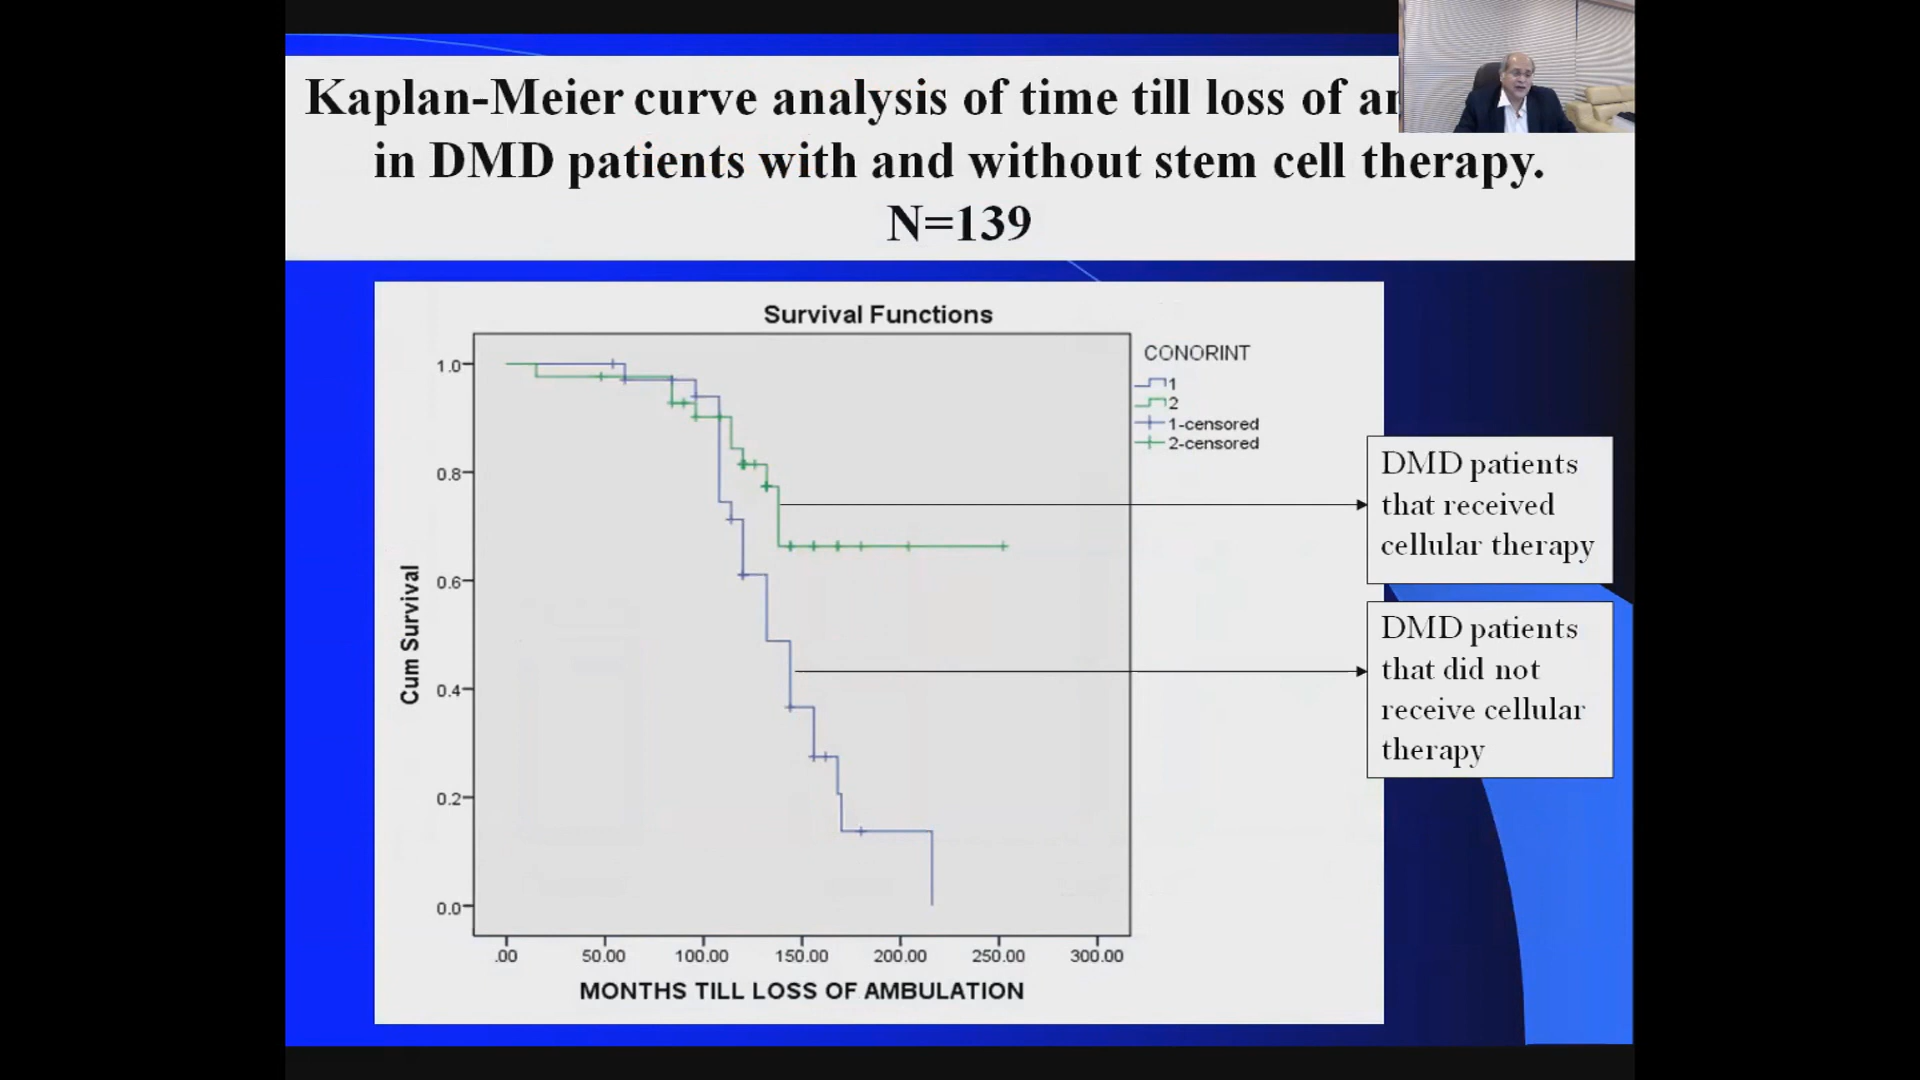 Kaplan-Meier curve analysis of time till loss of
in DMD patients with and without stem cell therapy.
N=139
Survival Functions
CONORINT
1
2
1-censored
2-censored
1.0
0.8
0.6
0.4
0.2
0.0
Cum Survival
.00 50.00 100.00 150.00 200.00 250.00 300.00
MONTHS TILL LOSS OF AMBULATION
DMD patients
that received
cellular therapy
DMD patients
that did not
receive cellular
therapy